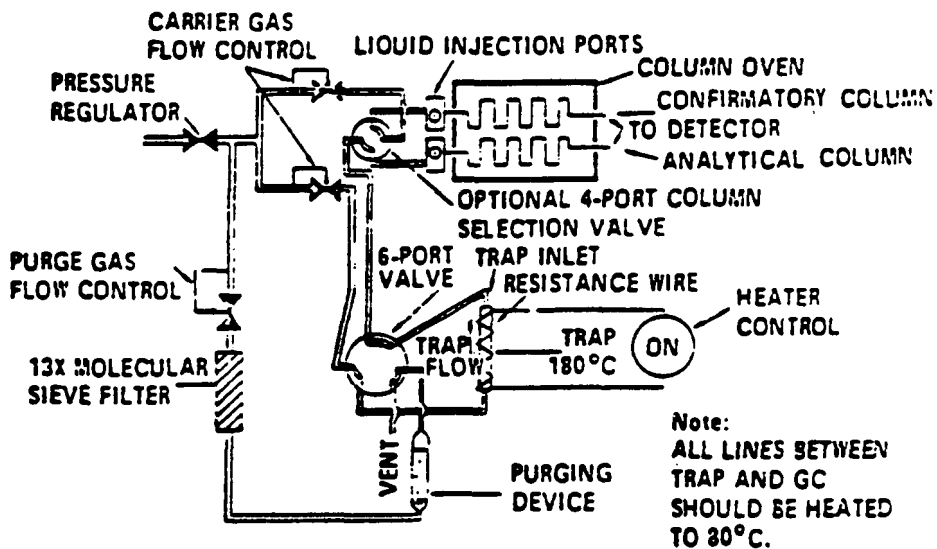 CARRIER GAS
FLOW CONTROL
PRESSURE
REGULATOR
LIQUID INJECTION PORTS
COLUMN OVEN
CONFIRMATORY COLUMN
TO DETECTOR
ANALYTICAL COLUMN
OPTIONAL 4-PORT COLUMN
SELECTION VALVE
PURGE GAS
FLOW CONTROL
13X MOLECULAR
SIEVE FILTER
6-PORT
VALVE
TRAP INLET
RESISTANCE WIRE
HEATER
CONTROL
ON
TRAP
FLOW
TRAP
180°C
VENT
PURGING
DEVICE
Note:
ALL LINES BETWEEN
TRAP AND GC
SHOULD BE HEATED
TO 80°C.